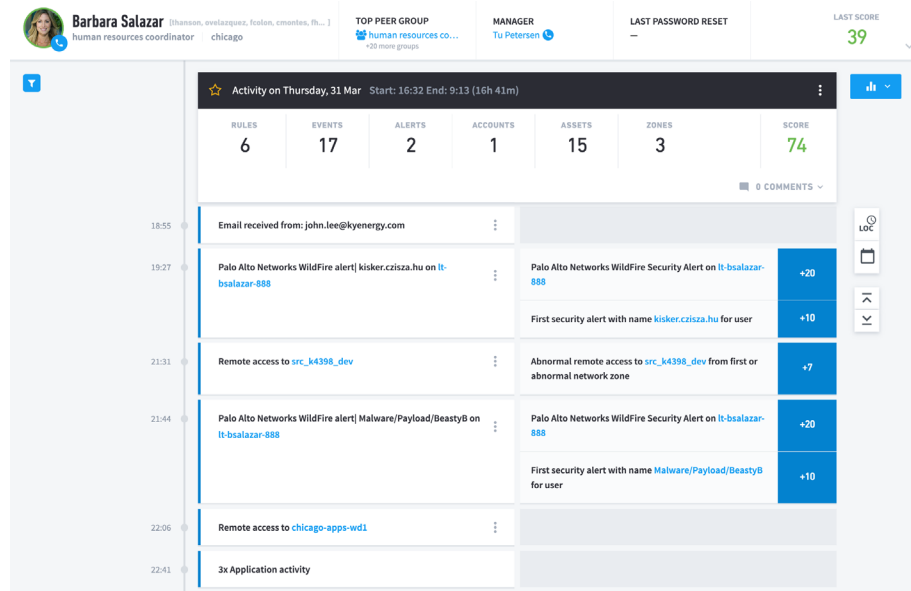 Barbara Salazar [thanson, ovelazquez, fcolon, cmontes, fh... ]
human resources coordinator chicago
TOP PEER GROUP
human resources co...
+20 more groups
MANAGER
Tu Petersen
LAST PASSWORD RESET
—
LAST SCORE
39
Activity on Thursday, 31 Mar Start: 16:32 End: 9:13 (16h 41m)
RULES EVENTS ALERTS ACCOUNTS ASSETS ZONES SCORE
6 17 2 1 15 3 74
0 COMMENTS
18:55 Email received from: john.lee@kyenergy.com
LOC
19:27 Palo Alto Networks WildFire alert| kisker.czisza.hu on lt-
bsalazar-888
Palo Alto Networks WildFire Security Alert on lt-bsalazar-
888
+20
First security alert with name kisker.czisza.hu for user +10
21:31 Remote access to src_k4398_dev
Abnormal remote access to src_k4398_dev from first or
abnormal network zone
+7
21:44 Palo Alto Networks WildFire alert| Malware/Payload/BeastyB on
lt-bsalazar-888
Palo Alto Networks WildFire Security Alert on lt-bsalazar-
888
+20
First security alert with name Malware/Payload/BeastyB
for user
+10
22:06 Remote access to chicago-apps-wd1
22:41 3x Application activity